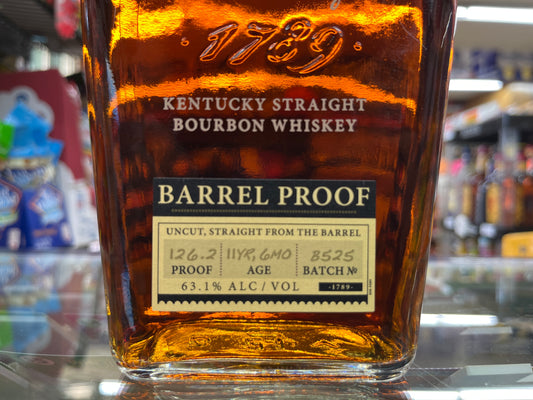 1789
KENTUCKY STRAIGHT
BOURBON WHISKEY
BARREL PROOF
UNCUT, STRAIGHT FROM THE BARREL
126.2 11YR, 6MO B525
PROOF AGE BATCH Nº
63.1% ALC / VOL -1789-